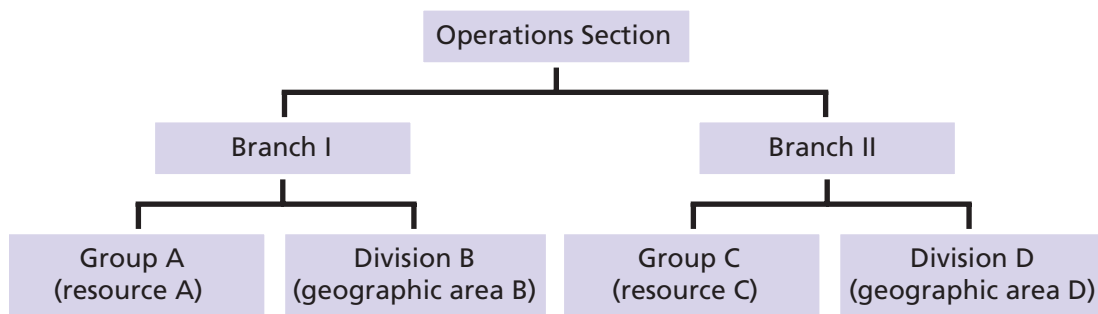 Operations Section
Branch I
Branch II
Group A
(resource A)
Division B
(geographic area B)
Group C
(resource C)
Division D
(geographic area D)